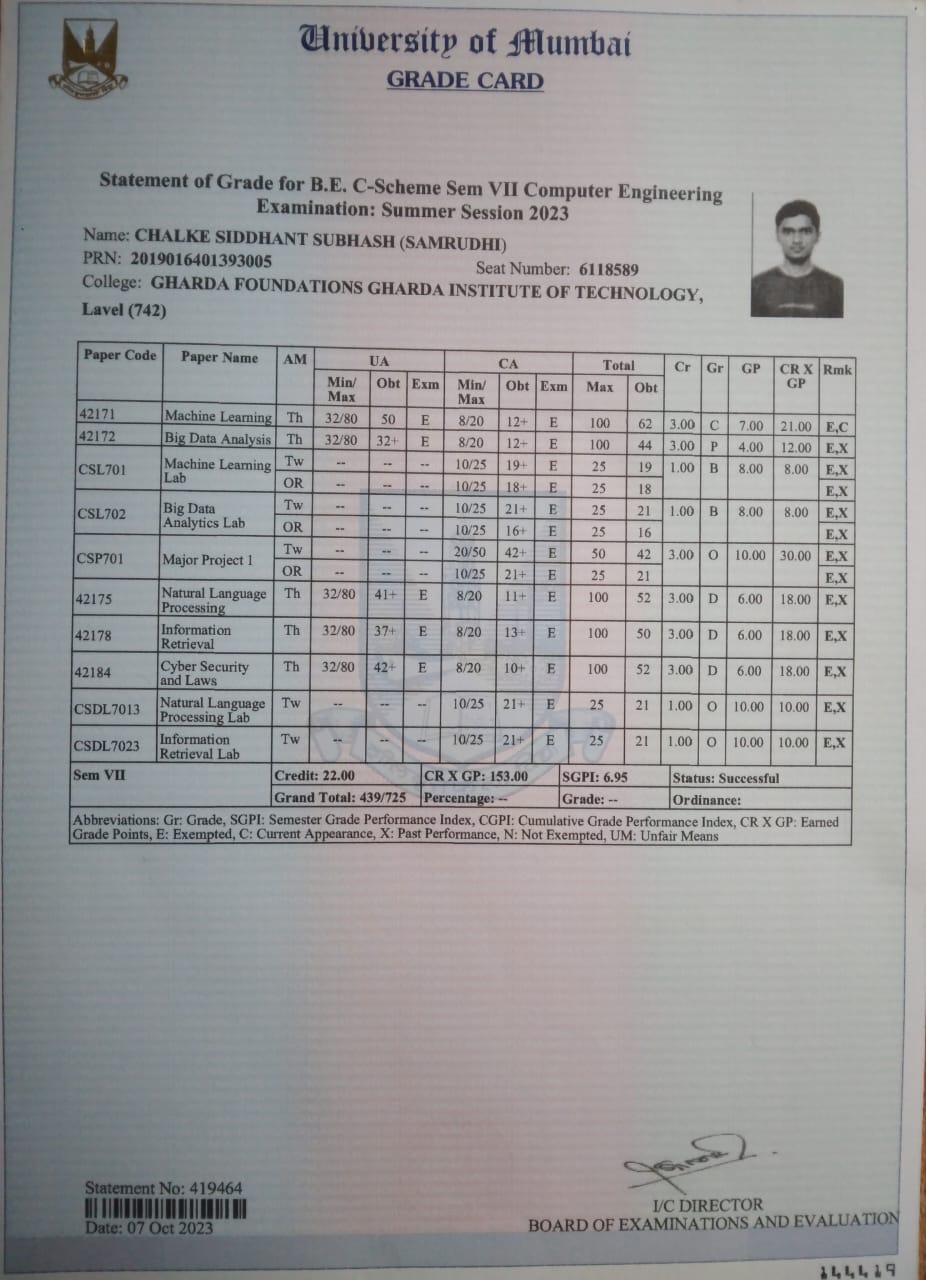 University of Mumbai
GRADE CARD
Statement of Grade for B.E. C-Scheme Sem VII Computer Engineering
Examination: Summer Session 2023
Name: CHALKE SIDDHANT SUBHASH (SAMRUDHI)
PRN: 2019016401393005 Seat Number: 6118589
College: GHARDA FOUNDATIONS GHARDA INSTITUTE OF TECHNOLOGY,
Lavel (742)
Paper Code Paper Name AM UA CA Total Cr Gr GP CR X GP Rmk
Min/Max Obt Exm Min/Max Obt Exm Max Obt
42171 Machine Learning Th 32/80 50 E 8/20 12+ E 100 62 3.00 C 7.00 21.00 E,C
42172 Big Data Analysis Th 32/80 32+ E 8/20 12+ E 100 44 3.00 P 4.00 12.00 E,X
CSL701 Machine Learning Lab Tw -- -- -- 10/25 19+ E 25 19 1.00 B 8.00 8.00 E,X
OR -- -- -- 10/25 18+ E 25 18 E,X
CSL702 Big Data Analytics Lab Tw -- -- -- 10/25 21+ E 25 21 1.00 B 8.00 8.00 E,X
OR -- -- -- 10/25 16+ E 25 16 E,X
CSP701 Major Project 1 Tw -- -- -- 20/50 42+ E 50 42 3.00 O 10.00 30.00 E,X
OR -- -- -- 10/25 21+ E 25 21 E,X
42175 Natural Language Processing Th 32/80 41+ E 8/20 11+ E 100 52 3.00 D 6.00 18.00 E,X
42178 Information Retrieval Th 32/80 37+ E 8/20 13+ E 100 50 3.00 D 6.00 18.00 E,X
42184 Cyber Security and Laws Th 32/80 42+ E 8/20 10+ E 100 52 3.00 D 6.00 18.00 E,X
CSDL7013 Natural Language Processing Lab Tw -- -- -- 10/25 21+ E 25 21 1.00 O 10.00 10.00 E,X
CSDL7023 Information Retrieval Lab Tw -- -- -- 10/25 21+ E 25 21 1.00 O 10.00 10.00 E,X
Sem VII Credit: 22.00 CR X GP: 153.00 SGPI: 6.95 Status: Successful
Grand Total: 439/725 Percentage: -- Grade: -- Ordinance:
Abbreviations: Gr: Grade, SGPI: Semester Grade Performance Index, CGPI: Cumulative Grade Performance Index, CR X GP: Earned
Grade Points, E: Exempted, C: Current Appearance, X: Past Performance, N: Not Exempted, UM: Unfair Means
Statement No: 419464
Date: 07 Oct 2023
I/C DIRECTOR
BOARD OF EXAMINATIONS AND EVALUATION
144419